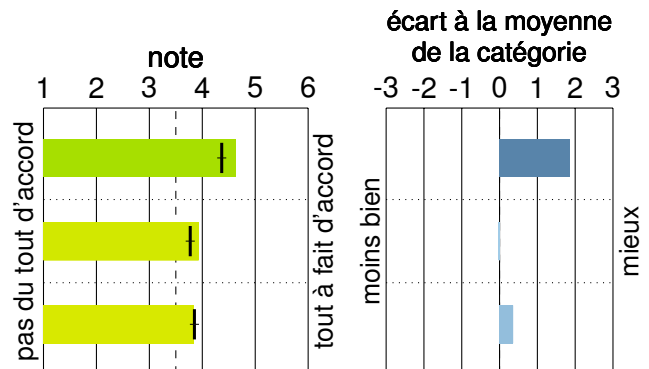 note
1 2 3 4 5 6
pas du tout d'accord
tout à fait d'accord
écart à la moyenne
de la catégorie
-3 -2 -1 0 1 2 3
moins bien
mieux